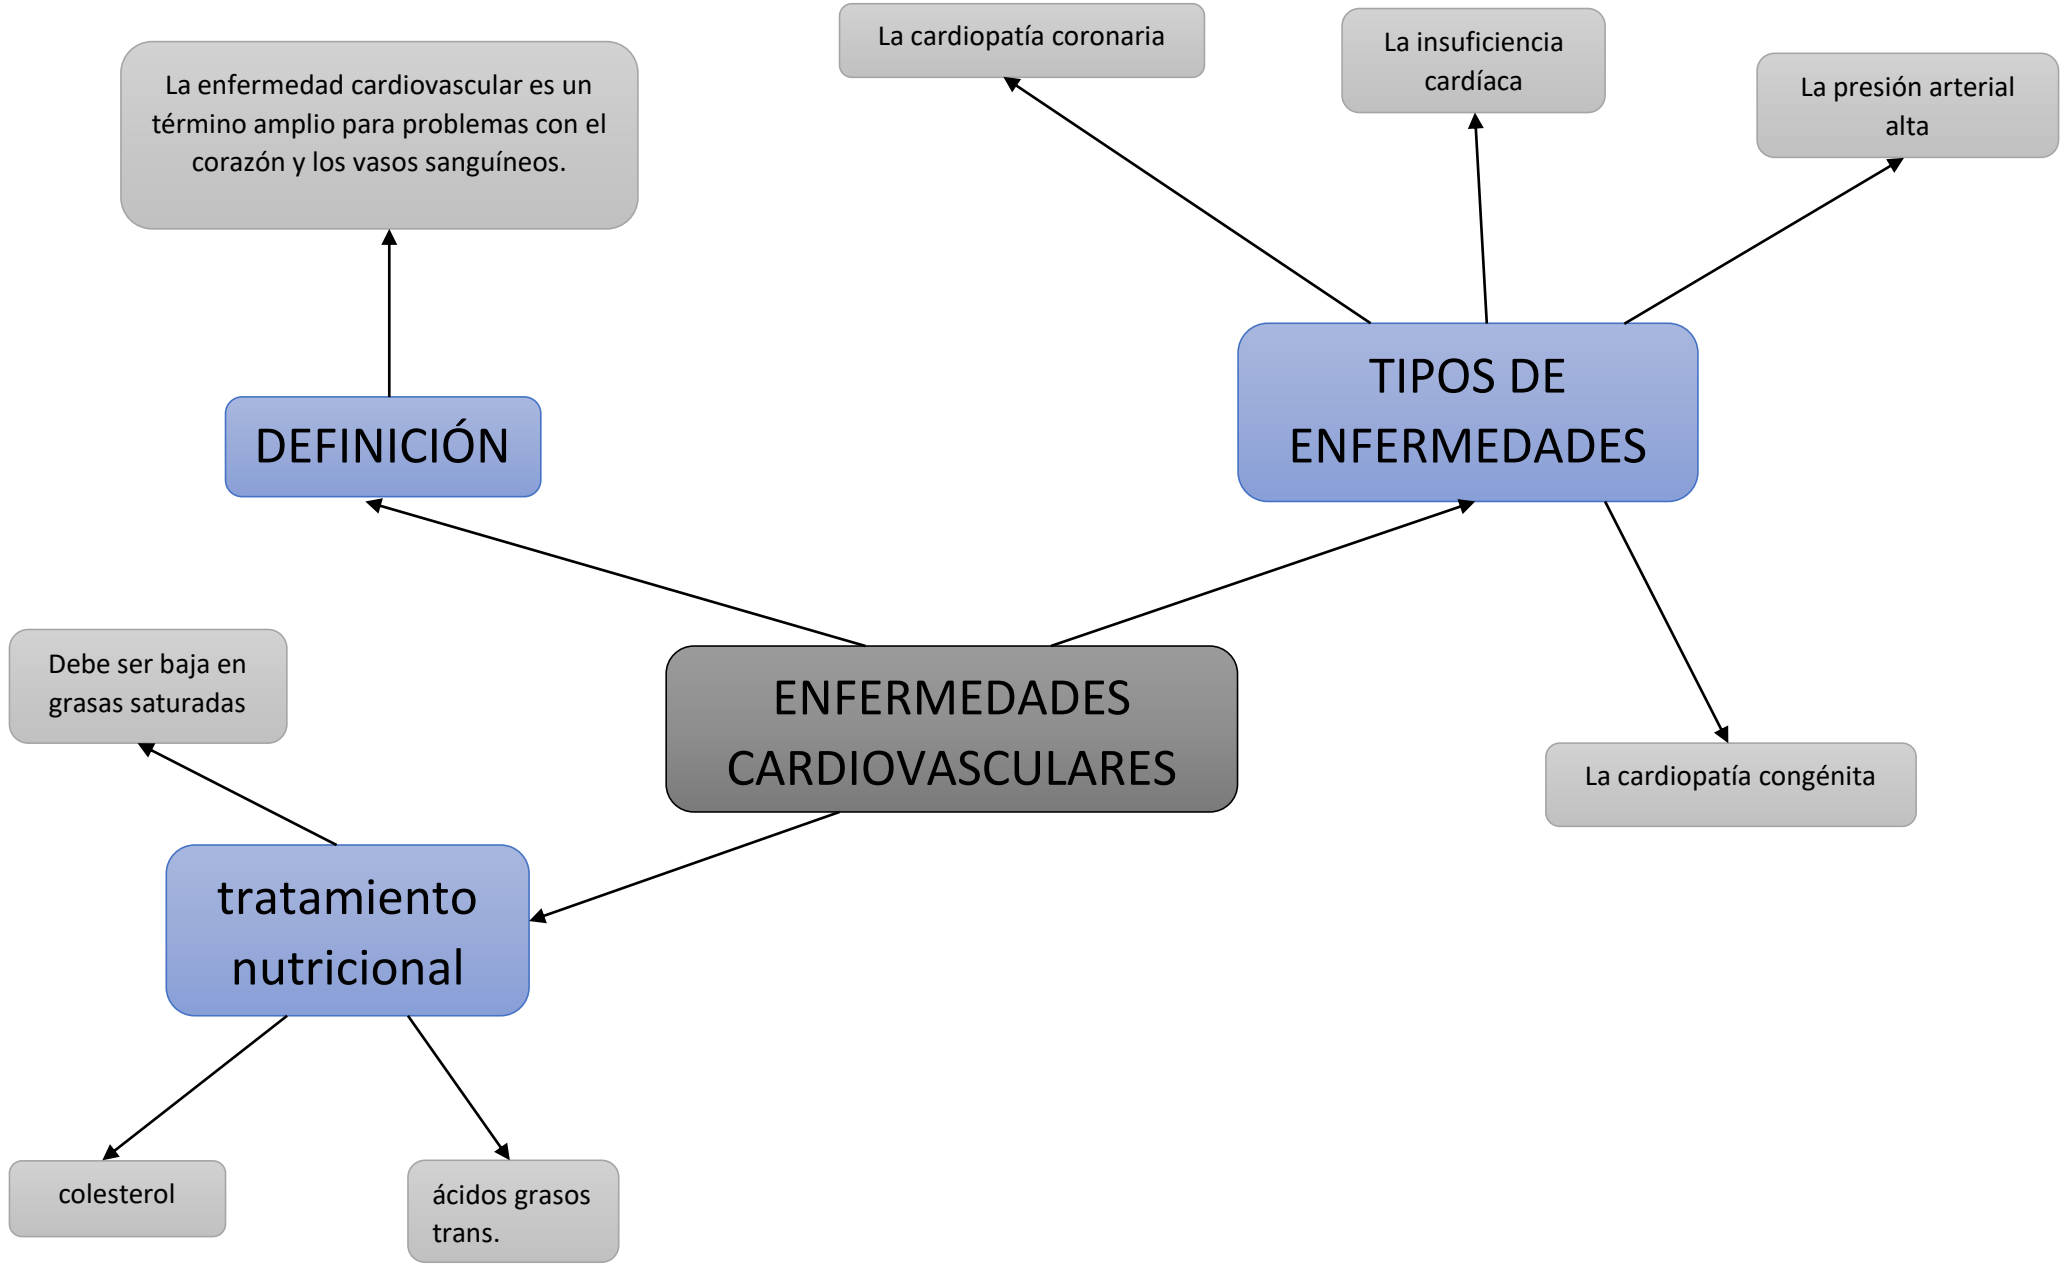 La enfermedad cardiovascular es un
término amplio para problemas con el
corazón y los vasos sanguíneos.
La cardiopatía coronaria
La insuficiencia
cardíaca
La presión arterial
alta
DEFINICIÓN
TIPOS DE
ENFERMEDADES
Debe ser baja en
grasas saturadas
ENFERMEDADES
CARDIOVASCULARES
La cardiopatía congénita
tratamiento
nutricional
colesterol
ácidos grasos
trans.